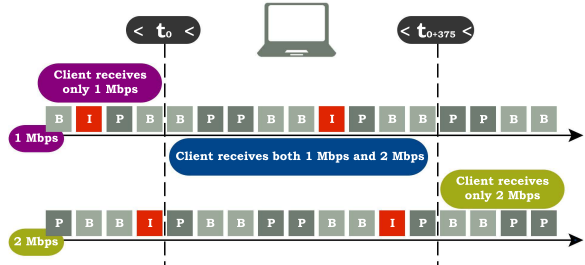 < t0 <
< t0+375 <
Client receives
only 1 Mbps
B I P B B P P B B I P B B P P B B
1 Mbps
Client receives both 1 Mbps and 2 Mbps
Client receives
only 2 Mbps
P B B I P B B P P B B I P B B P P
2 Mbps